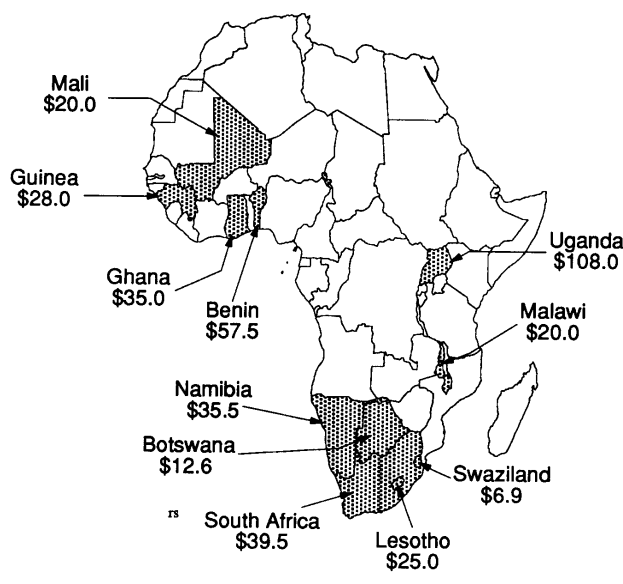 Mali
$20.0
Guinea
$28.0
Ghana
$35.0
Benin
$57.5
Uganda
$108.0
Malawi
$20.0
Namibia
$35.5
Botswana
$12.6
Swaziland
$6.9
rs
South Africa
$39.5
Lesotho
$25.0